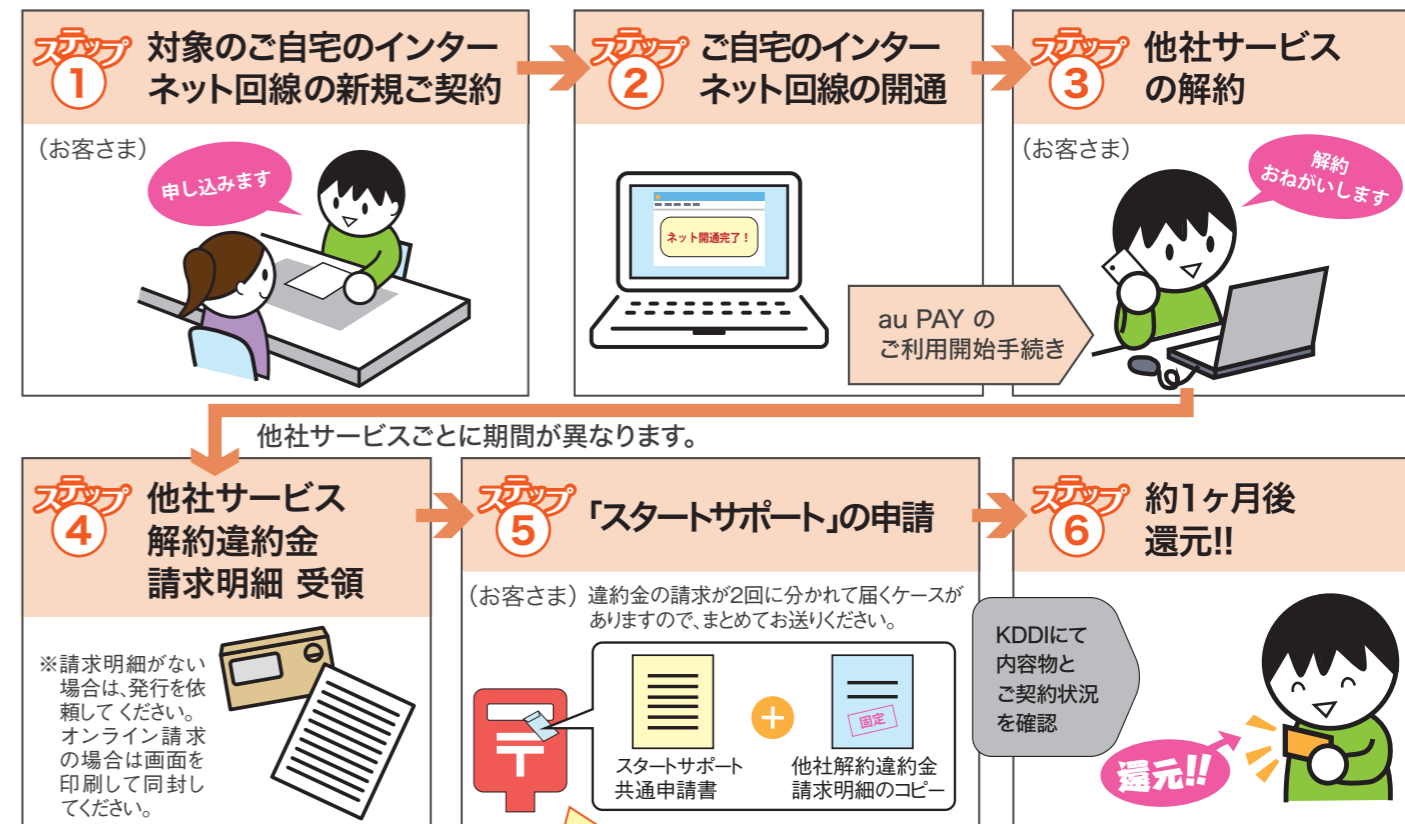 ステップ
1
対象のご自宅のインター
ネット回線の新規ご契約
(お客さま)
申し込みます
ステップ
2
ご自宅のインター
ネット回線の開通
ネット開通完了！
au PAY の
ご利用開始手続き
ステップ
3
他社サービス
の解約
(お客さま)
解約
おねがいします
他社サービスごとに期間が異なります。
ステップ
4
他社サービス
解約違約金
請求明細 受領
※請求明細がない
場合は、発行を依
頼してください。
オンライン請求
の場合は画面を
印刷して同封し
てください。
ステップ
5
「スタートサポート」の申請
(お客さま)
違約金の請求が2回に分かれて届くケースが
ありますので、まとめてお送りください。
スタートサポート
共通申請書
+
固定
他社解約違約金
請求明細のコピー
KDDIにて
内容物と
ご契約状況
を確認
ステップ
6
約1ヶ月後
還元!!
還元!!